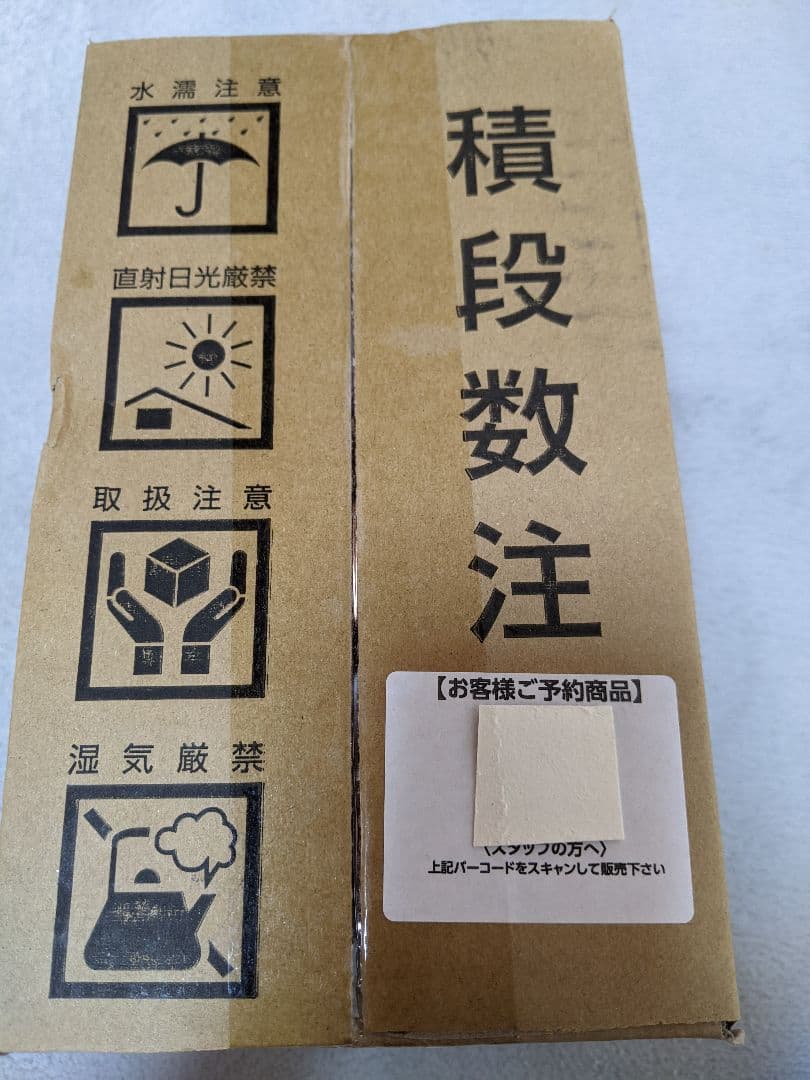 水濡注意
直射日光厳禁
取扱注意
湿気厳禁
積段数注
【お客様ご予約商品】
〈スタッフの方へ〉
上記バーコードをスキャンして販売下さい